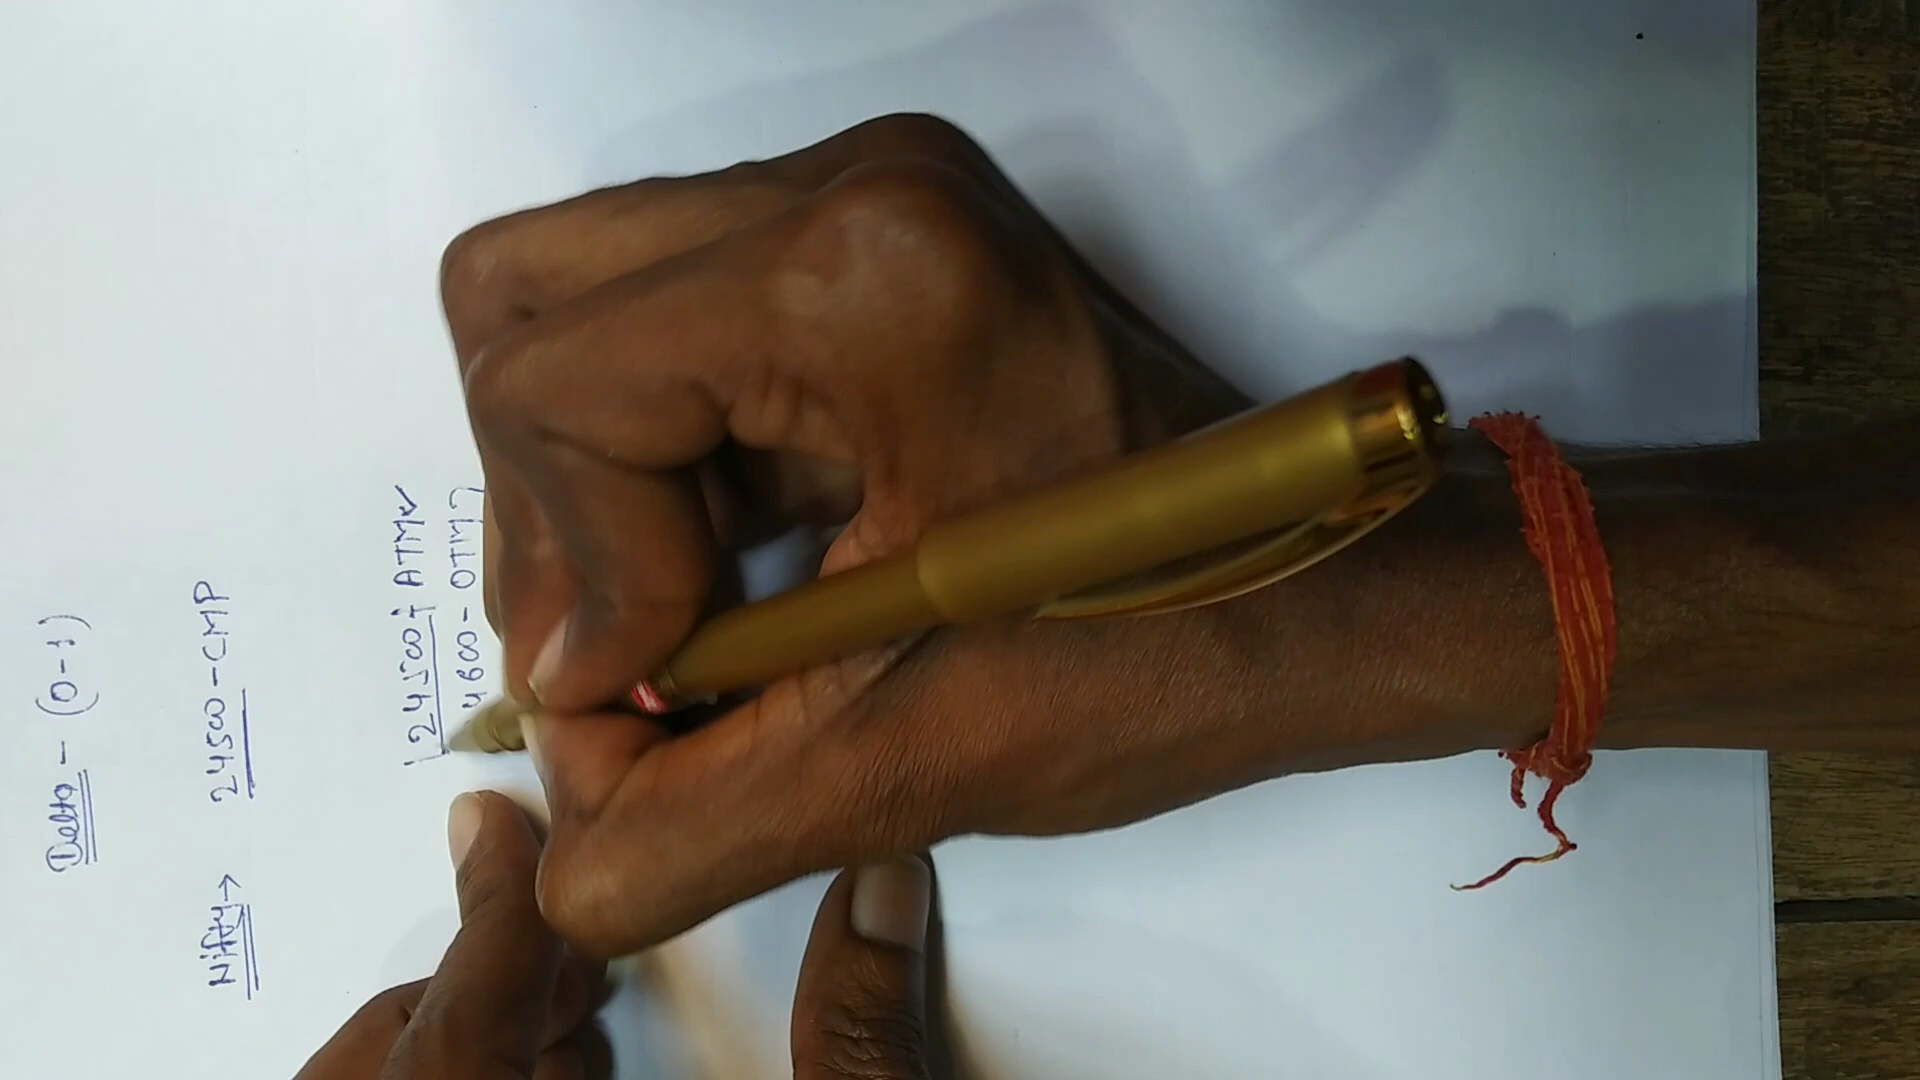 Delta - (0-1)
Nifty→ 24500-CMP
24500 ATM
4600-OTM